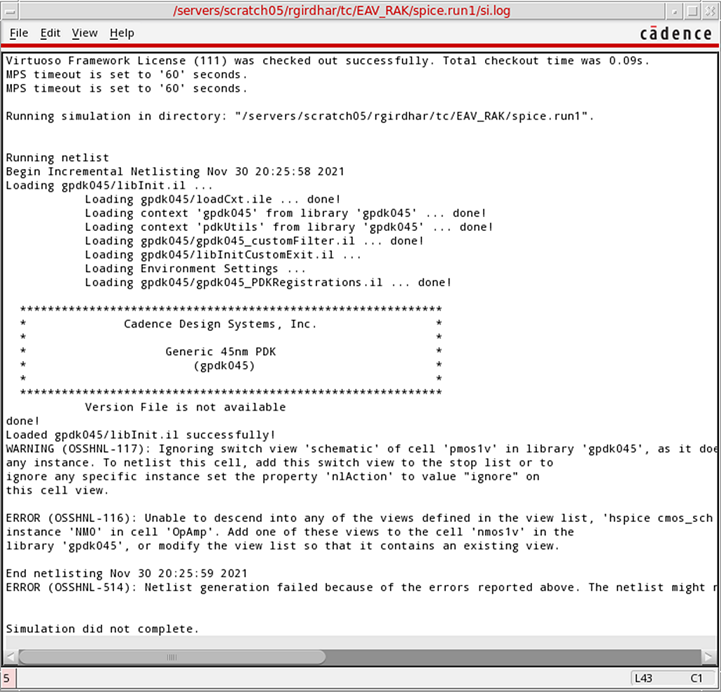 /servers/scratch05/rgirdhar/tc/EAV_RAK/spice.run1/si.log
File Edit View Help cādence
Virtuoso Framework License (111) was checked out successfully. Total checkout time was 0.09s.
MPS timeout is set to '60' seconds.
MPS timeout is set to '60' seconds.
Running simulation in directory: "/servers/scratch05/rgirdhar/tc/EAV_RAK/spice.run1".
Running netlist
Begin Incremental Netlisting Nov 30 20:25:58 2021
Loading gpdk045/libInit.il ...
Loading gpdk045/loadCxt.ile ... done!
Loading context 'gpdk045' from library 'gpdk045' ... done!
Loading context 'pdkUtils' from library 'gpdk045' ... done!
Loading gpdk045/gpdk045_customFilter.il ... done!
Loading gpdk045/libInitCustomExit.il ...
Loading Environment Settings ...
Loading gpdk045/gpdk045_PDKRegistrations.il ... done!
*************************************************************
* Cadence Design Systems, Inc. *
* *
* Generic 45nm PDK *
* (gpdk045) *
* *
*************************************************************
Version File is not available
done!
Loaded gpdk045/libInit.il successfully!
WARNING (OSSHNL-117): Ignoring switch view 'schematic' of cell 'pmos1v' in library 'gpdk045', as it doe
any instance. To netlist this cell, add this switch view to the stop list or to
ignore any specific instance set the property 'nlAction' to value "ignore" on
this cell view.
ERROR (OSSHNL-116): Unable to descend into any of the views defined in the view list, 'hspice cmos_sch
instance 'NM0' in cell 'OpAmp'. Add one of these views to the cell 'nmos1v' in the
library 'gpdk045', or modify the view list so that it contains an existing view.
End netlisting Nov 30 20:25:59 2021
ERROR (OSSHNL-514): Netlist generation failed because of the errors reported above. The netlist might
Simulation did not complete.
5 L43 C1